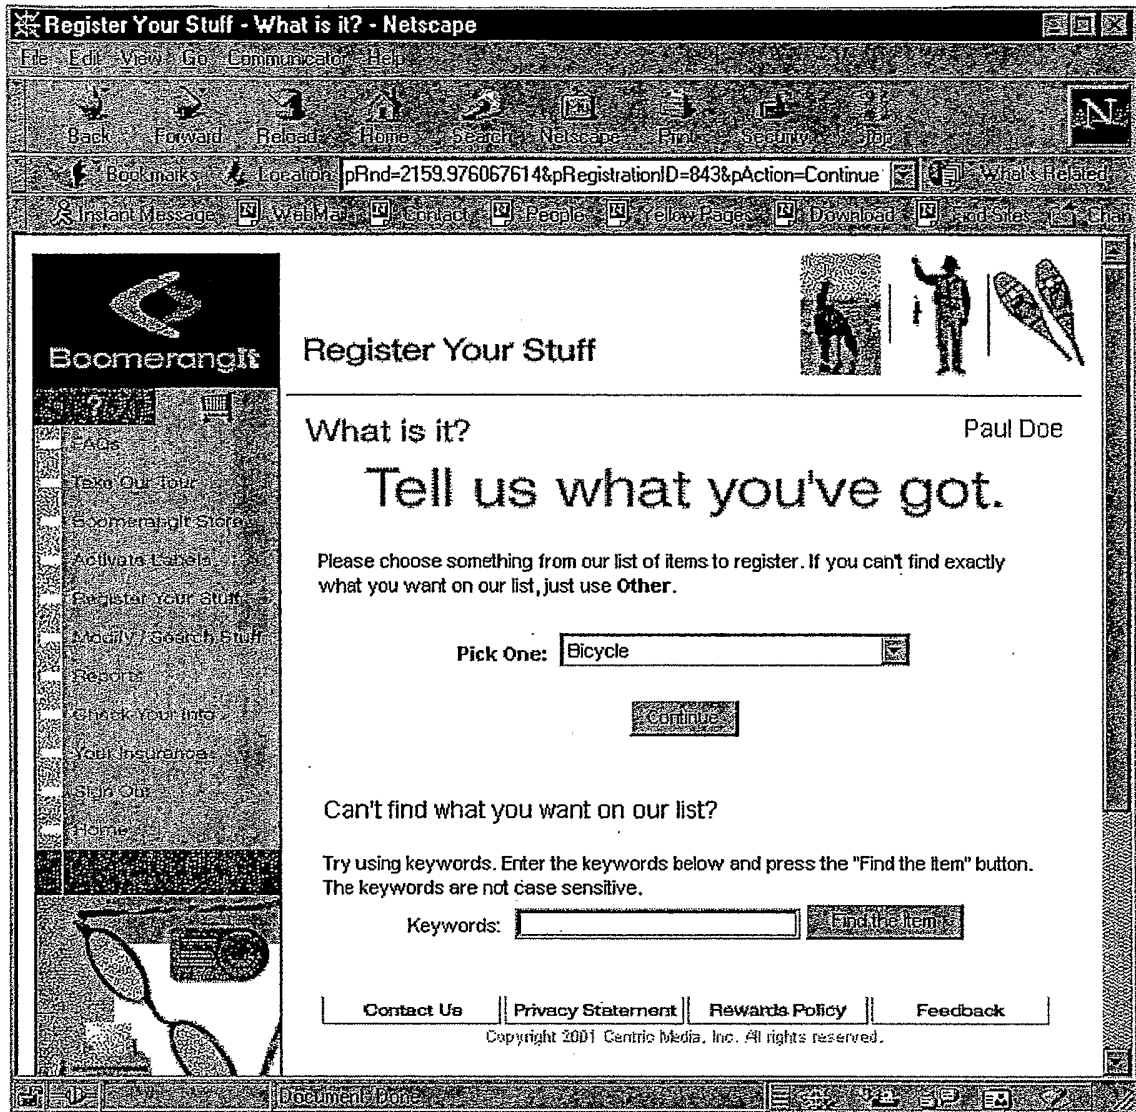 Register Your Stuff - What is it? - Netscape
File Edit View Go Communicator Help
Back Forward Reload Home Search Netscape Print Security Stop
N
Bookmarks Location pRnd=2159.976067614&pRegistrationID=843&pAction=Continue What's Related
Instant Message WebMail Contact People Yellow Pages Download Find Sites Chan
BoomerangIt
Register Your Stuff
?
What is it? Paul Doe
Tell us what you've got.
FAQs
Take Our Tour
BoomerangIt Store
Activate Labels
Register Your Stuff
Modify / Search Stuff
Reports
Check Your Info
Your Insurance
Sign Out
Home
Please choose something from our list of items to register. If you can't find exactly
what you want on our list, just use Other.
Pick One: Bicycle
Continue
Can't find what you want on our list?
Try using keywords. Enter the keywords below and press the "Find the Item" button.
The keywords are not case sensitive.
Keywords: Find the Item
Contact Us Privacy Statement Rewards Policy Feedback
Copyright 2001 Centric Media, Inc. All rights reserved.
Document: Done